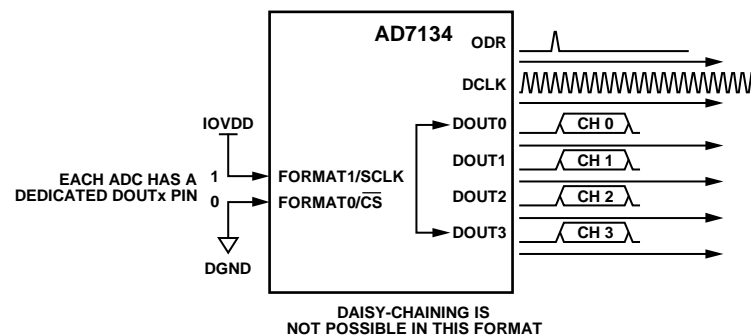 AD7134
ODR
DCLK
IOVDD
DOUT0
CH 0
EACH ADC HAS A
DEDICATED DOUTx PIN
1
FORMAT1/SCLK
DOUT1
CH 1
0
FORMAT0/CS
DOUT2
CH 2
DOUT3
CH 3
DGND
DAISY-CHAINING IS
NOT POSSIBLE IN THIS FORMAT